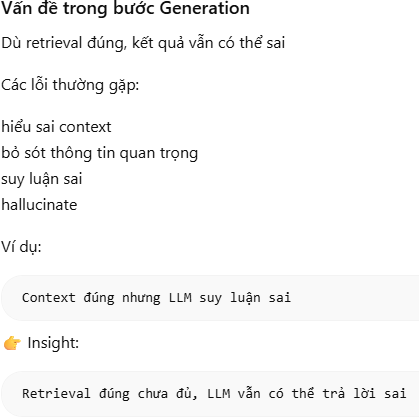 Vấn đề trong bước Generation
Dù retrieval đúng, kết quả vẫn có thể sai
Các lỗi thường gặp:
hiểu sai context
bỏ sót thông tin quan trọng
suy luận sai
hallucinate
Ví dụ:
Context đúng nhưng LLM suy luận sai
👉 Insight:
Retrieval đúng chưa đủ, LLM vẫn có thể trả lời sai